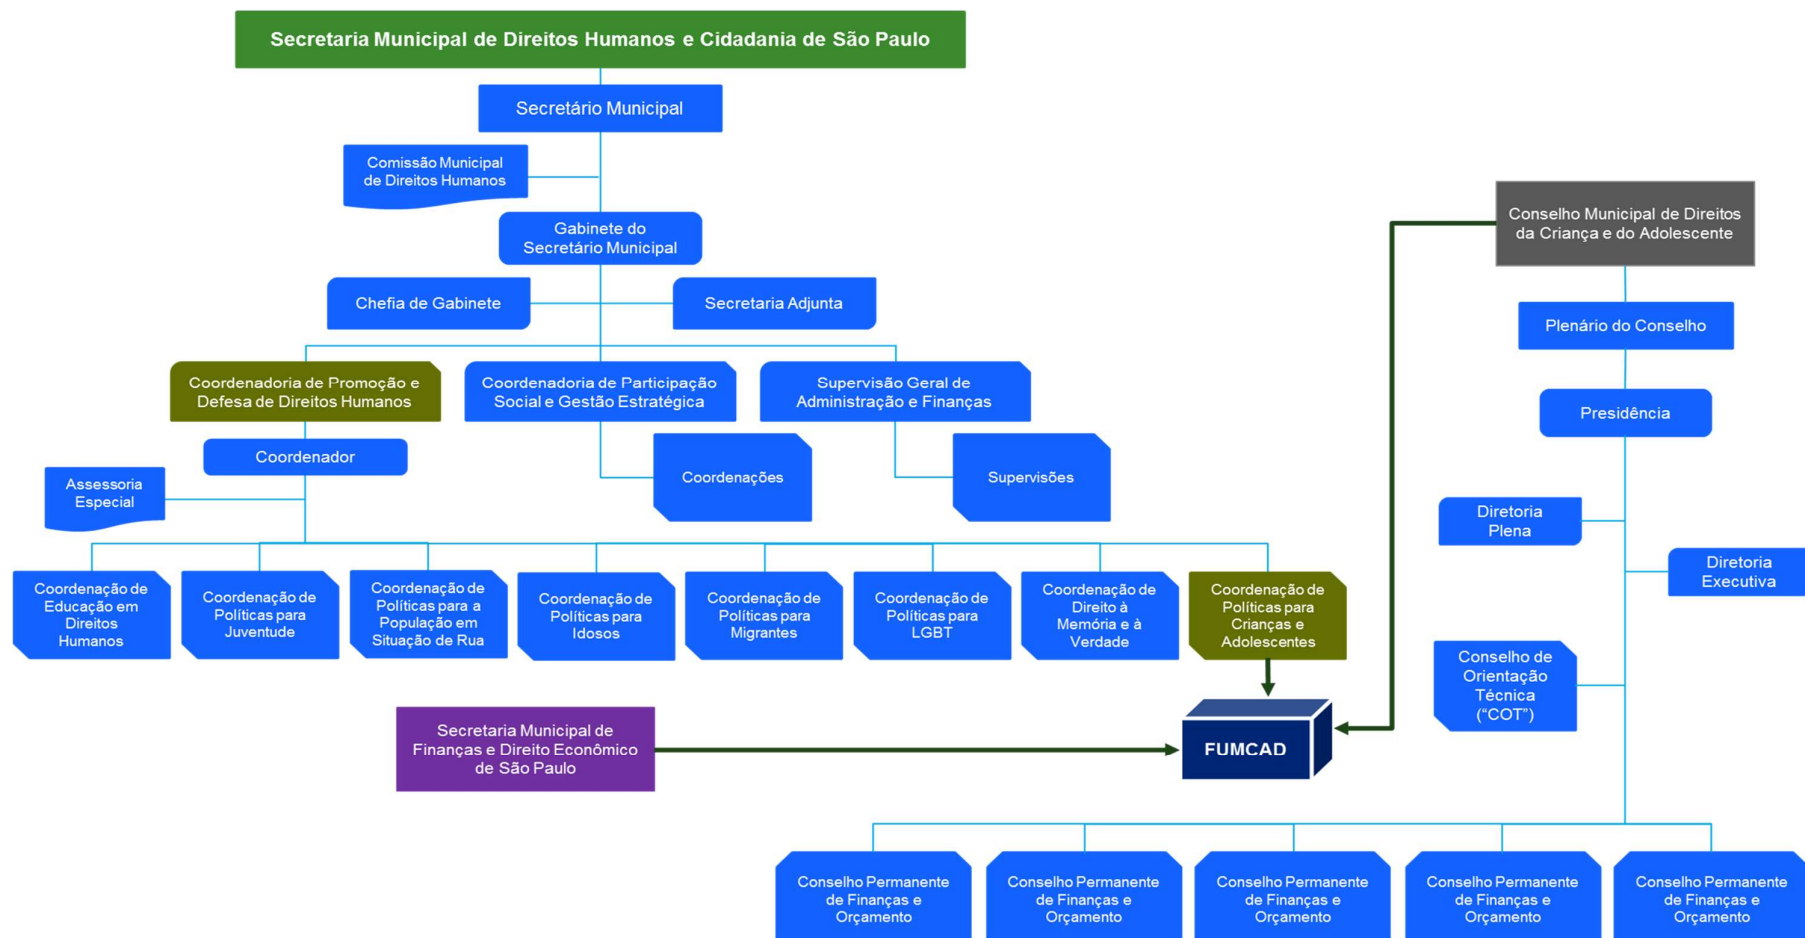 Secretaria Municipal de Direitos Humanos e Cidadania de São Paulo
Secretário Municipal
Comissão Municipal
de Direitos Humanos
Gabinete do
Secretário Municipal
Chefia de Gabinete
Secretaria Adjunta
Coordenadoria de Promoção e
Defesa de Direitos Humanos
Coordenadoria de Participação
Social e Gestão Estratégica
Supervisão Geral de
Administração e Finanças
Coordenador
Assessoria
Especial
Coordenações
Supervisões
Coordenação de
Educação em
Direitos
Humanos
Coordenação de
Políticas para
Juventude
Coordenação de
Políticas para a
População em
Situação de Rua
Coordenação de
Políticas para
Idosos
Coordenação de
Políticas para
Migrantes
Coordenação de
Políticas para
LGBT
Coordenação de
Direito à
Memória e à
Verdade
Coordenação de
Políticas para
Crianças e
Adolescentes
Secretaria Municipal de
Finanças e Direito Econômico
de São Paulo
FUMCAD
Conselho Municipal de Direitos
da Criança e do Adolescente
Plenário do Conselho
Presidência
Diretoria
Plena
Diretoria
Executiva
Conselho de
Orientação
Técnica
(“COT”)
Conselho Permanente
de Finanças e
Orçamento
Conselho Permanente
de Finanças e
Orçamento
Conselho Permanente
de Finanças e
Orçamento
Conselho Permanente
de Finanças e
Orçamento
Conselho Permanente
de Finanças e
Orçamento